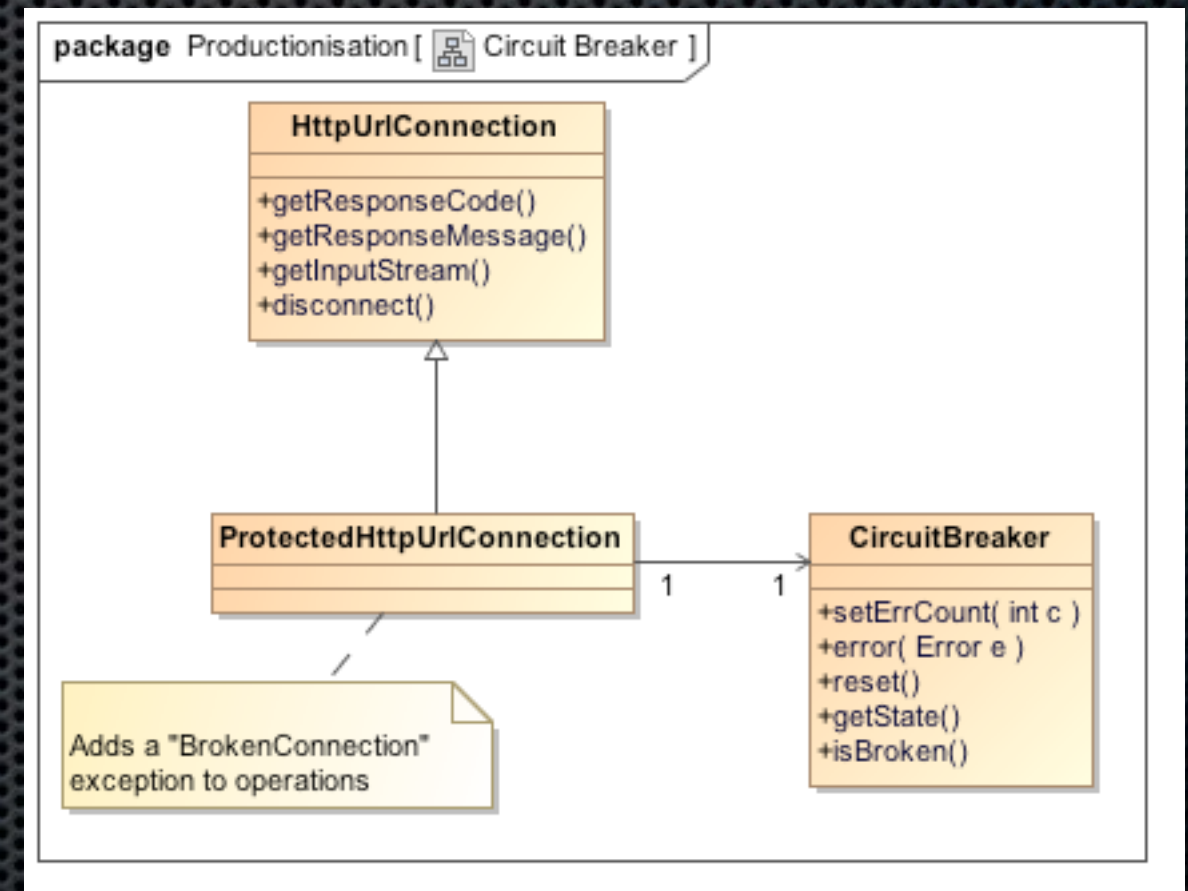 package Productionisation [ Circuit Breaker ]
HttpUrlConnection
+getResponseCode()
+getResponseMessage()
+getInputStream()
+disconnect()
ProtectedHttpUrlConnection
1
1
CircuitBreaker
+setErrCount( int c )
+error( Error e )
+reset()
+getState()
+isBroken()
Adds a "BrokenConnection"
exception to operations